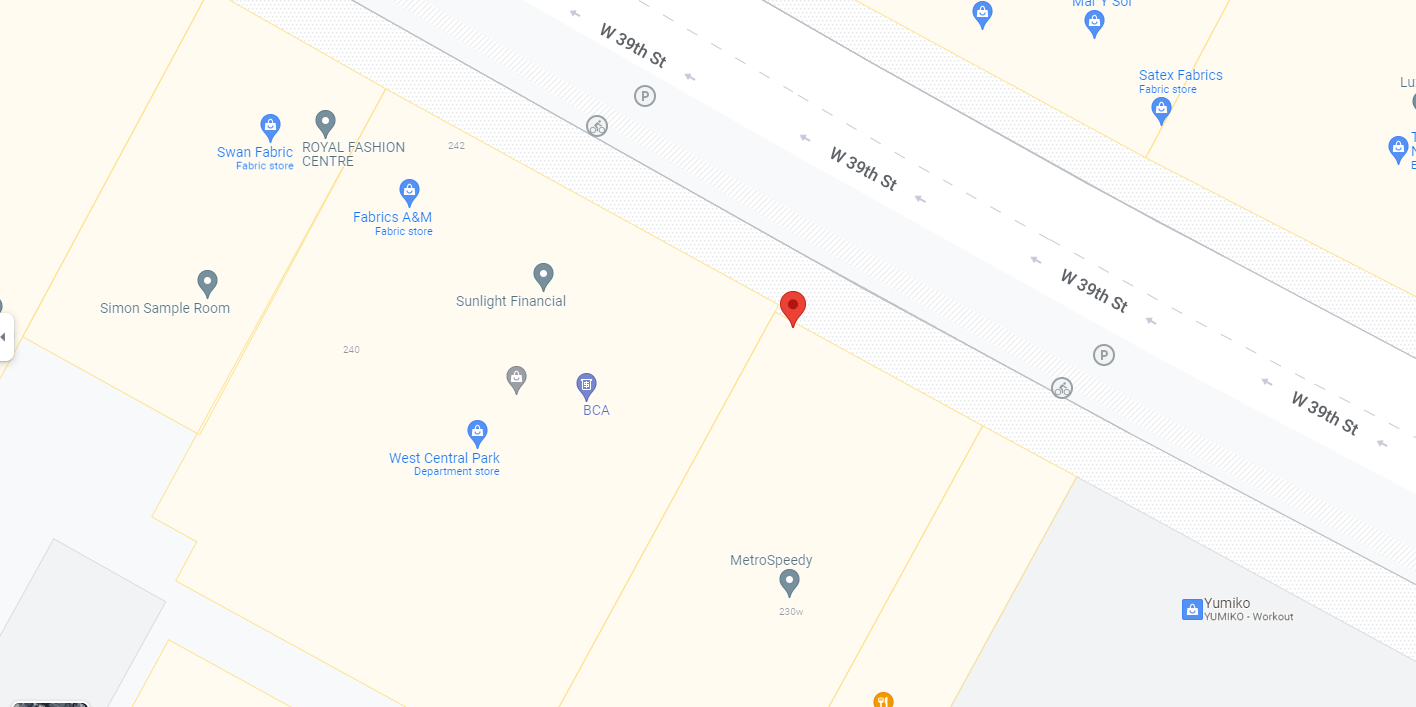 Mar Y Sol
W 39th St
Satex Fabrics
Fabric store
P
Swan Fabric
Fabric store
ROYAL FASHION
CENTRE
242
W 39th St
Fabrics A&M
Fabric store
Simon Sample Room
Sunlight Financial
W 39th St
240
P
BCA
W 39th St
West Central Park
Department store
MetroSpeedy
230w
Yumiko
YUMIKO - Workout